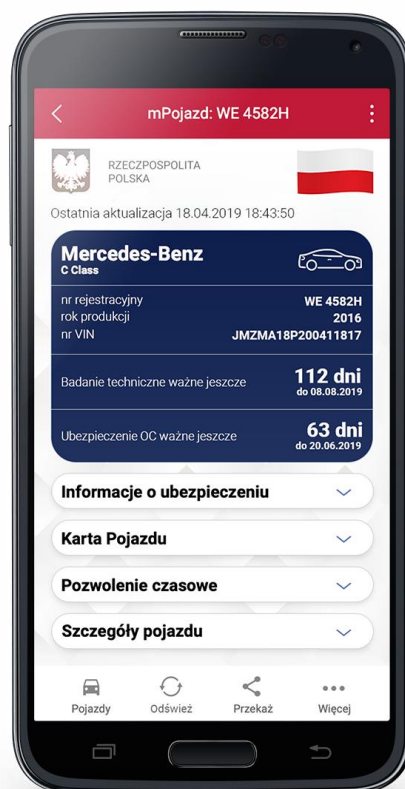 mPojazd: WE 4582H
RZECZPOSPOLITA
POLSKA
Ostatnia aktualizacja 18.04.2019 18:43:50
Mercedes-Benz
C Class
nr rejestracyjny WE 4582H
rok produkcji 2016
nr VIN JMZMA18P200411817
Badanie techniczne ważne jeszcze 112 dni
do 08.08.2019
Ubezpieczenie OC ważne jeszcze 63 dni
do 20.06.2019
Informacje o ubezpieczeniu
Karta Pojazdu
Pozwolenie czasowe
Szczegóły pojazdu
Pojazdy Odśwież Przekaż Więcej